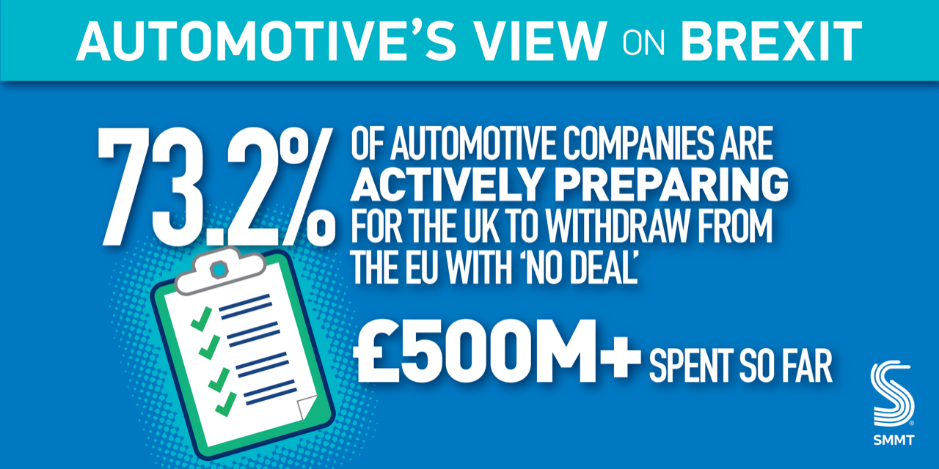 AUTOMOTIVE'S VIEW ON BREXIT
73.2%
OF AUTOMOTIVE COMPANIES ARE
ACTIVELY PREPARING
FOR THE UK TO WITHDRAW FROM
THE EU WITH ‘NO DEAL’
£500M+ SPENT SO FAR
SMMT